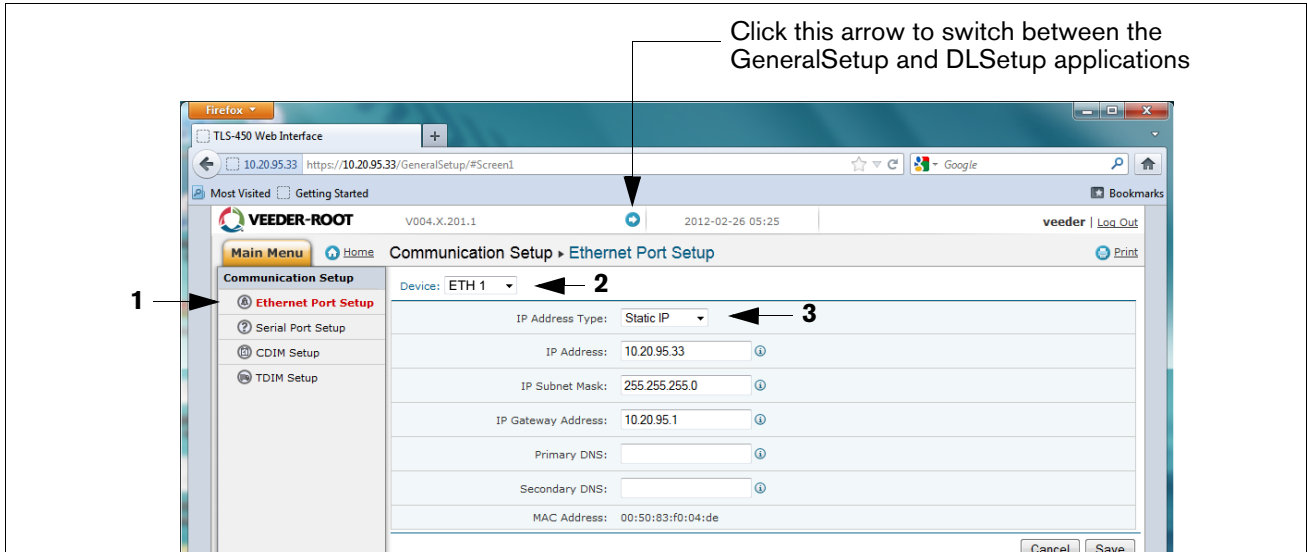 Click this arrow to switch between the
GeneralSetup and DLSetup applications
Firefox
TLS-450 Web Interface
+
10.20.95.33 https://10.20.95.33/GeneralSetup/#Screen1
Google
Most Visited Getting Started
Bookmarks
VEEDER-ROOT V004.X.201.1 2012-02-26 05:25 veeder | Log Out
Main Menu Home Communication Setup Ethernet Port Setup Print
Communication Setup
Device: ETH 1 2
1 Ethernet Port Setup
IP Address Type: Static IP 3
Serial Port Setup
IP Address: 10.20.95.33
CDIM Setup
TDIM Setup
IP Subnet Mask: 255.255.255.0
IP Gateway Address: 10.20.95.1
Primary DNS:
Secondary DNS:
MAC Address: 00:50:83:f0:04:de
Cancel Save